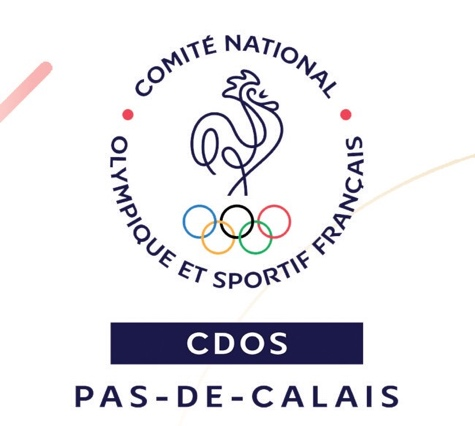 COMITÉ NATIONAL
OLYMPIQUE ET SPORTIF FRANÇAIS
CDOS
PAS-DE-CALAIS